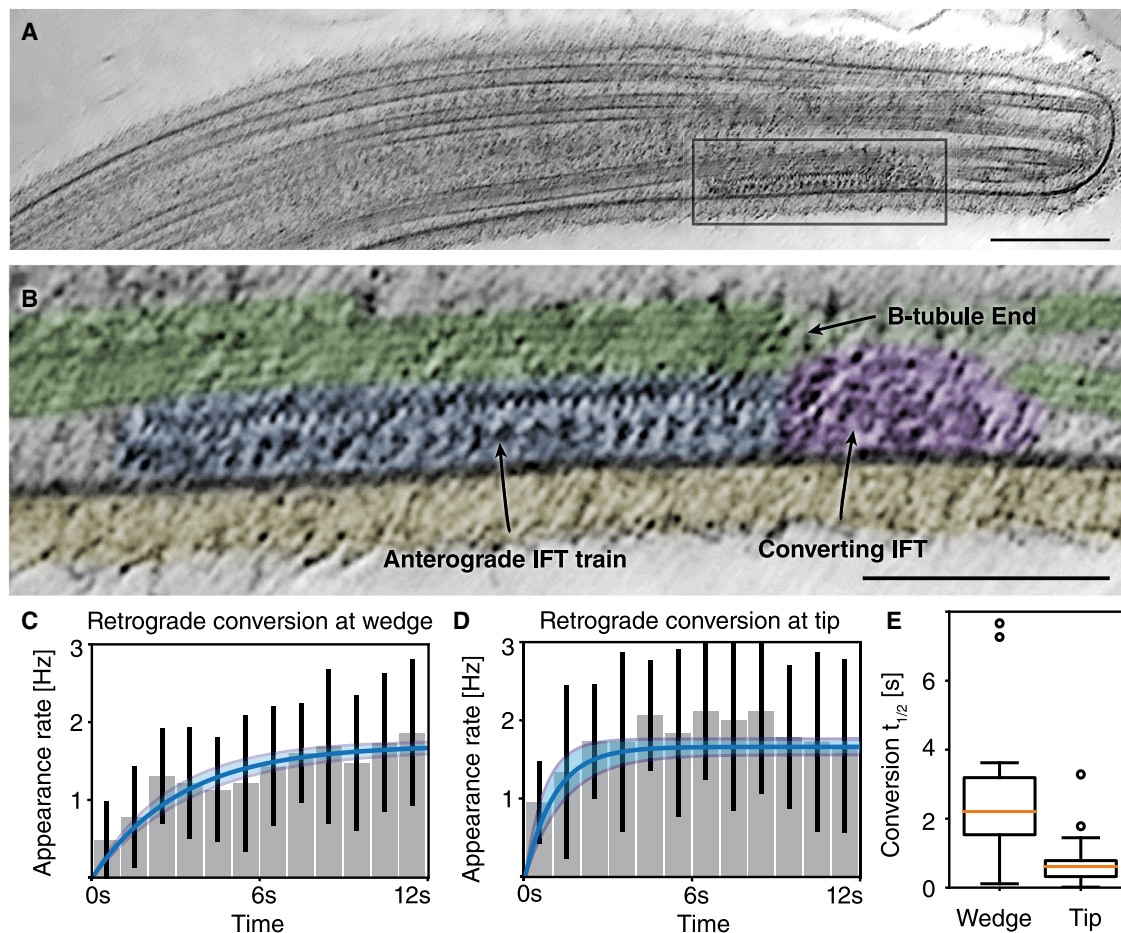 A
B
B-tubule End
Anterograde IFT train
Converting IFT
C
Retrograde conversion at wedge
Appearance rate [Hz]
3
2
1
0s
6s
12s
Time
D
Retrograde conversion at tip
Appearance rate [Hz]
3
2
1
0s
6s
12s
Time
E
Conversion t1/2 [s]
6
4
2
0
Wedge
Tip